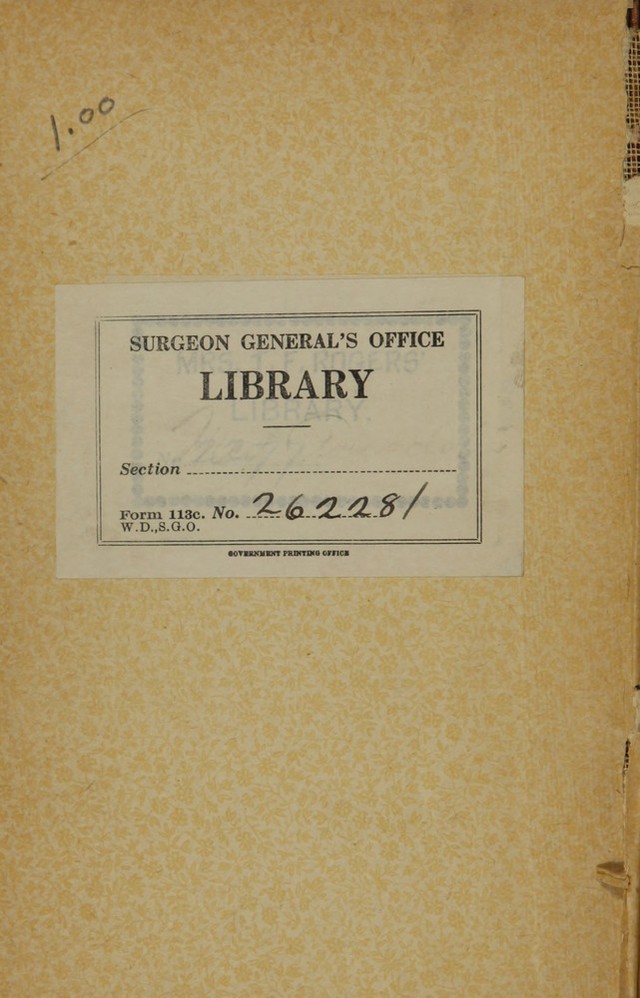 1.00
SURGEON GENERAL'S OFFICE
LIBRARY
Section
Form 113c. No. 262281
W.D.,S.G.O.
GOVERNMENT PRINTING OFFICE